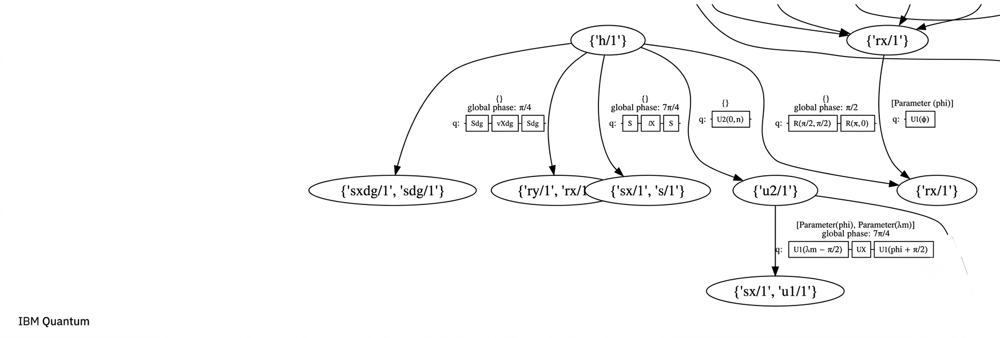 {'h/1'}
{'rx/1'}
{}
global phase: π/4
q: Sdg vXdg Sdg
{}
global phase: 7π/4
q: S X S
{}
q: U2(0,n)
{}
global phase: π/2
q: R(π/2,π/2) R(π,0)
[Parameter (phi)]
q: U1(ϕ)
{'sxdg/1', 'sdg/1'}
{'ry/1', 'rx/1
{'sx/1', 's/1'}
{'u2/1'}
{'rx/1'}
[Parameter(phi), Parameter(λm)]
global phase: 7π/4
q: U1(λm − π/2) UX U1(phi + π/2)
{'sx/1', 'u1/1'}
IBM Quantum